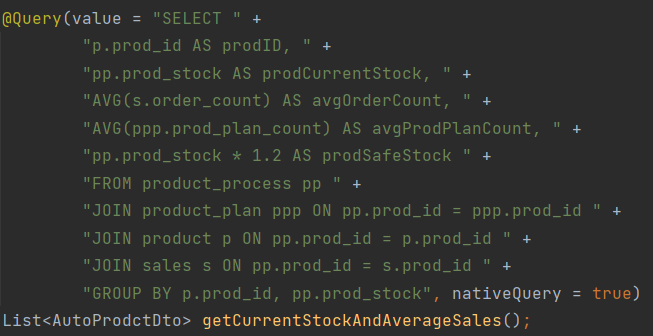 @Query(value = "SELECT " +
"p.prod_id AS prodID, " +
"pp.prod_stock AS prodCurrentStock, " +
"AVG(s.order_count) AS avgOrderCount, " +
"AVG(ppp.prod_plan_count) AS avgProdPlanCount, " +
"pp.prod_stock * 1.2 AS prodSafeStock " +
"FROM product_process pp " +
"JOIN product_plan ppp ON pp.prod_id = ppp.prod_id " +
"JOIN product p ON pp.prod_id = p.prod_id " +
"JOIN sales s ON pp.prod_id = s.prod_id " +
"GROUP BY p.prod_id, pp.prod_stock", nativeQuery = true)
List<AutoProdctDto> getCurrentStockAndAverageSales();